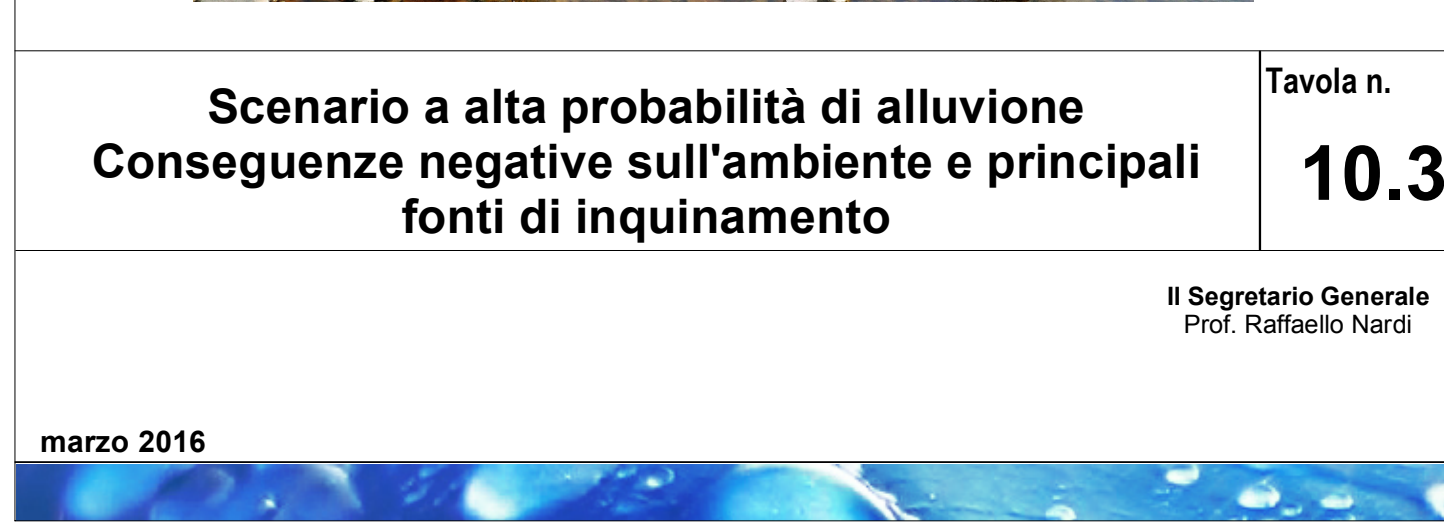 Scenario a alta probabilità di alluvione
Conseguenze negative sull'ambiente e principali
fonti di inquinamento
Tavola n.
10.3
Il Segretario Generale
Prof. Raffaello Nardi
marzo 2016